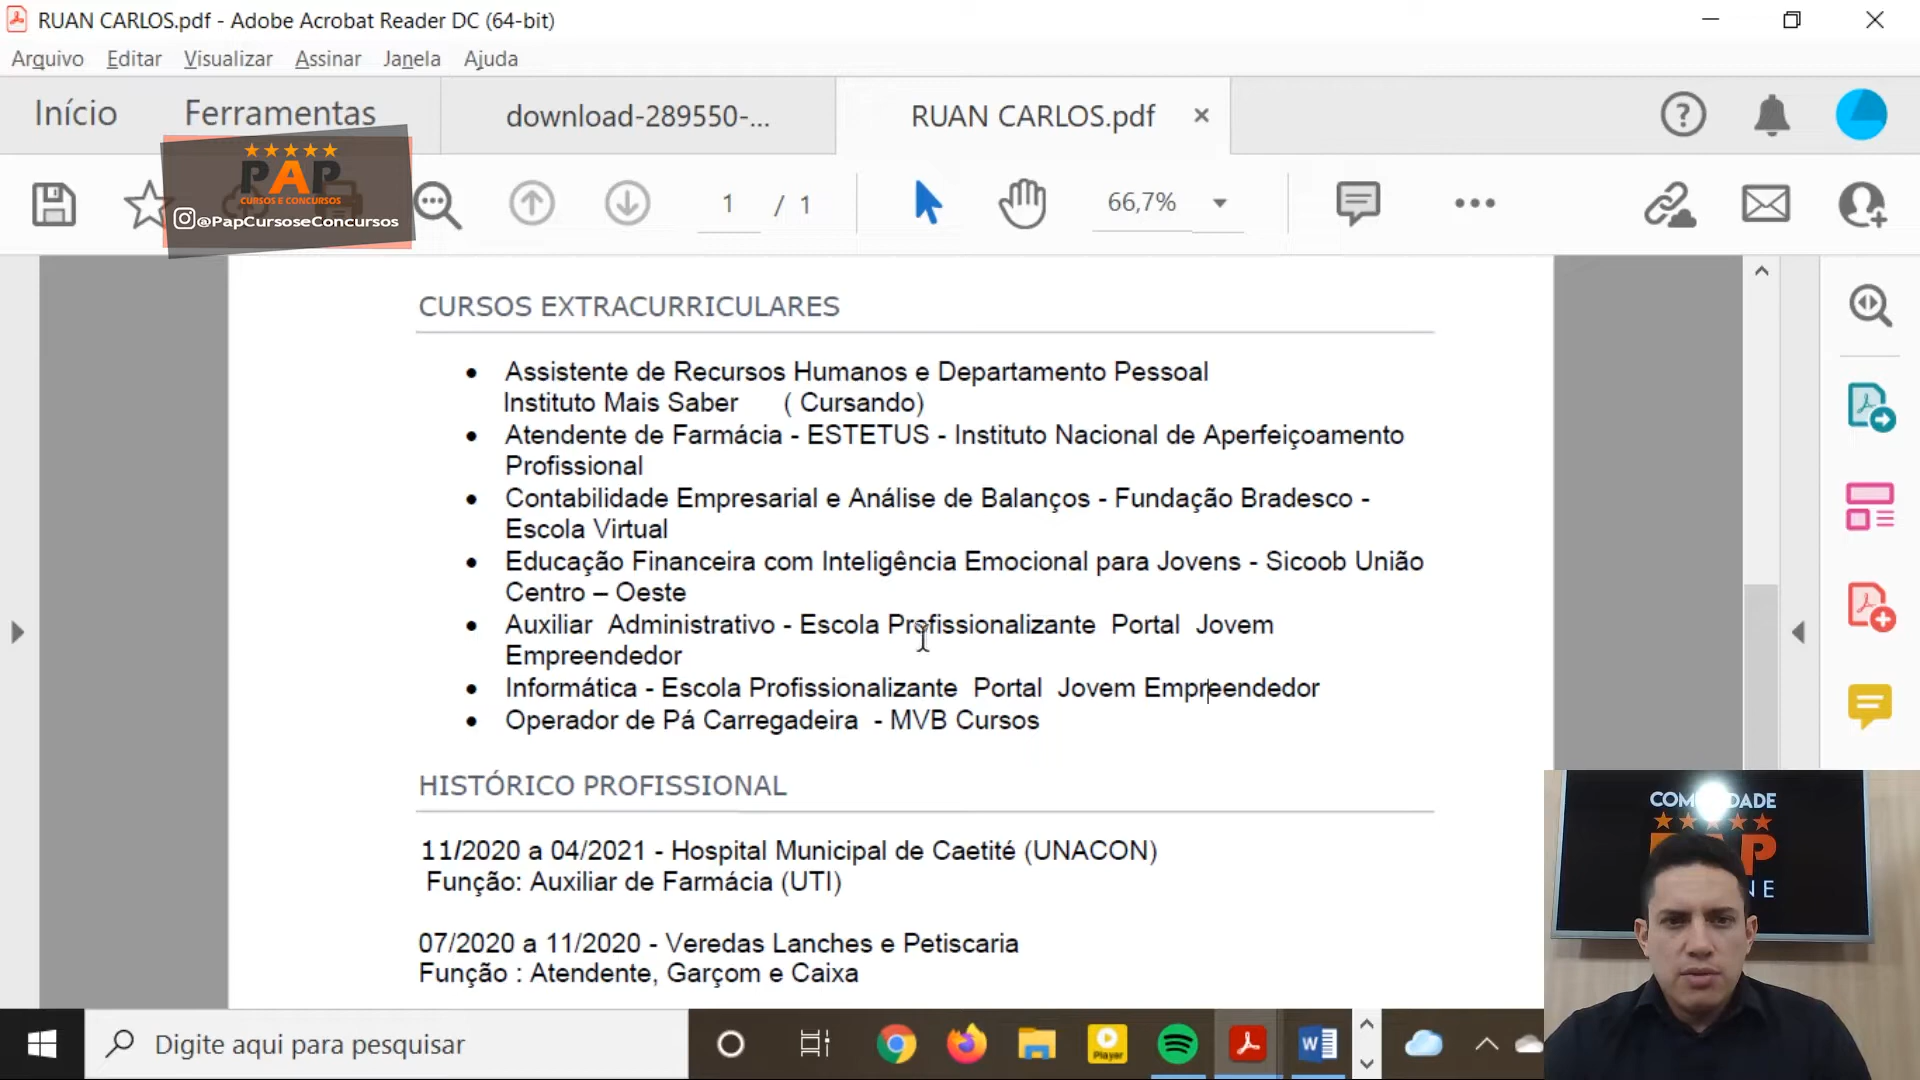 RUAN CARLOS.pdf - Adobe Acrobat Reader DC (64-bit)
Arquivo Editar Visualizar Assinar Janela Ajuda
Início Ferramentas download-289550-... RUAN CARLOS.pdf
PAP
CURSOS E CONCURSOS
@PapCursoseConcursos
1 / 1 66,7%
CURSOS EXTRACURRICULARES
• Assistente de Recursos Humanos e Departamento Pessoal
Instituto Mais Saber ( Cursando)
• Atendente de Farmácia - ESTETUS - Instituto Nacional de Aperfeiçoamento
Profissional
• Contabilidade Empresarial e Análise de Balanços - Fundação Bradesco -
Escola Virtual
• Educação Financeira com Inteligência Emocional para Jovens - Sicoob União
Centro – Oeste
• Auxiliar Administrativo - Escola Profissionalizante Portal Jovem
Empreendedor
• Informática - Escola Profissionalizante Portal Jovem Empreendedor
• Operador de Pá Carregadeira - MVB Cursos
HISTÓRICO PROFISSIONAL
11/2020 a 04/2021 - Hospital Municipal de Caetité (UNACON)
Função: Auxiliar de Farmácia (UTI)
07/2020 a 11/2020 - Veredas Lanches e Petiscaria
Função : Atendente, Garçom e Caixa
Digite aqui para pesquisar
Player